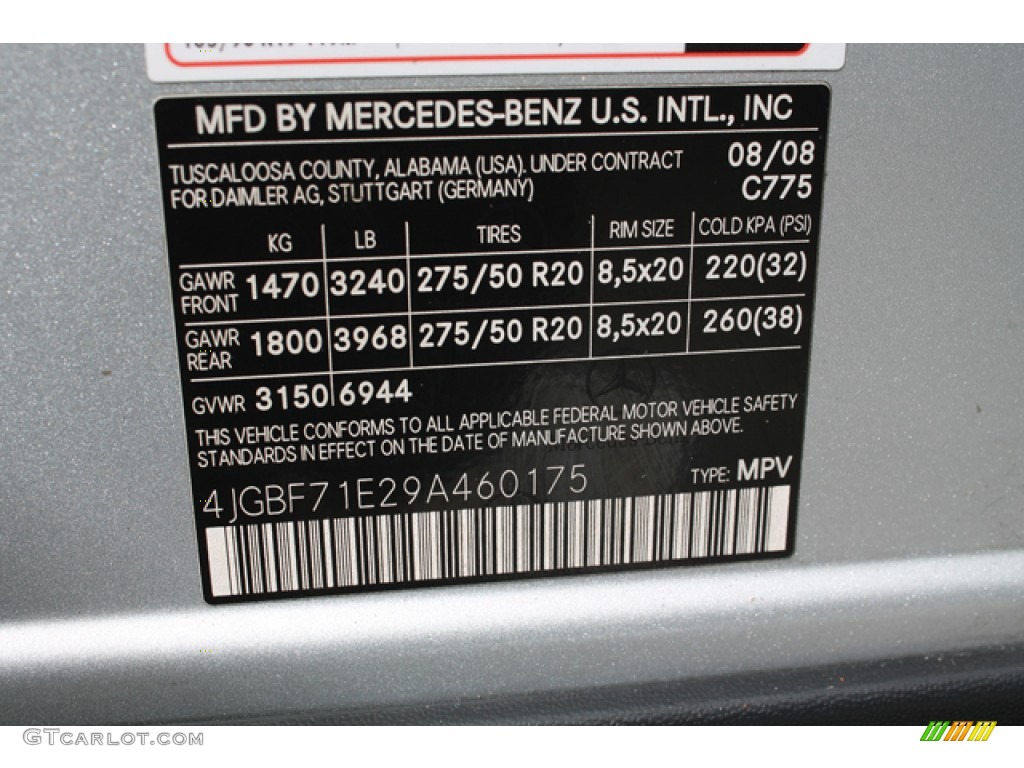 MFD BY MERCEDES-BENZ U.S. INTL., INC
TUSCALOOSA COUNTY, ALABAMA (USA). UNDER CONTRACT 08/08
FOR DAIMLER AG, STUTTGART (GERMANY) C775
KG LB TIRES RIM SIZE COLD KPA (PSI)
GAWR FRONT 1470 3240 275/50 R20 8,5x20 220(32)
GAWR REAR 1800 3968 275/50 R20 8,5x20 260(38)
GVWR 3150 6944
THIS VEHICLE CONFORMS TO ALL APPLICABLE FEDERAL MOTOR VEHICLE SAFETY
STANDARDS IN EFFECT ON THE DATE OF MANUFACTURE SHOWN ABOVE.
4JGBF71E29A460175 TYPE: MPV
GTCarLot.com